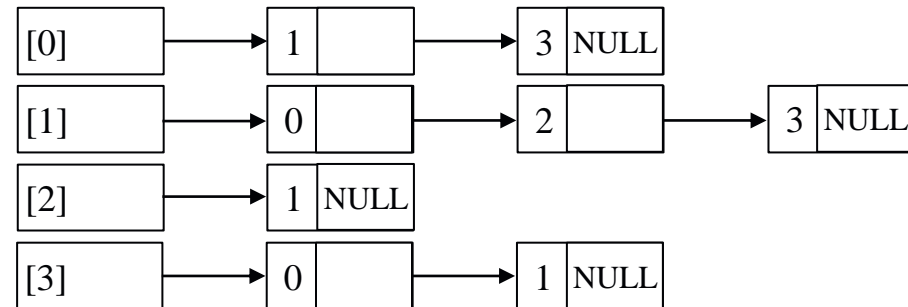 [0] 1 3 NULL
[1] 0 2 3 NULL
[2] 1 NULL
[3] 0 1 NULL